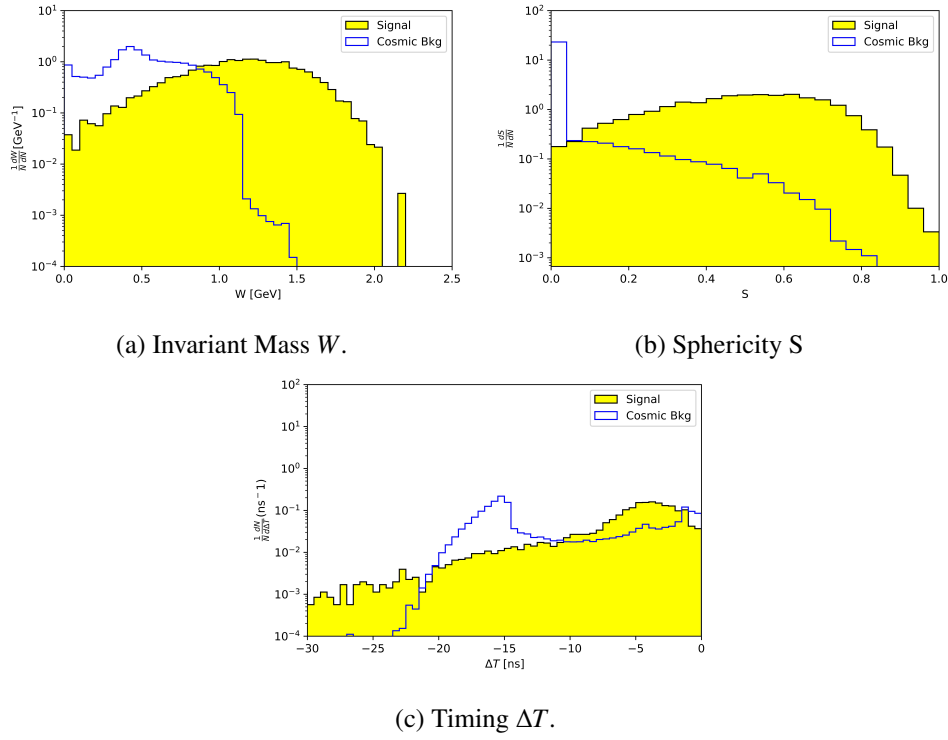 Signal
Cosmic Bkg
10^1
10^0
10^-1
10^-2
10^-3
10^-4
1/N dW/dN [GeV^-1]
0.0 0.5 1.0 1.5 2.0 2.5
W [GeV]
(a) Invariant Mass W.
Signal
Cosmic Bkg
10^2
10^1
10^0
10^-1
10^-2
10^-3
1/N dS/dN
0.0 0.2 0.4 0.6 0.8 1.0
S
(b) Sphericity S
Signal
Cosmic Bkg
10^2
10^1
10^0
10^-1
10^-2
10^-3
10^-4
1/N dN/dΔT (ns^-1)
−30 −25 −20 −15 −10 −5 0
ΔT [ns]
(c) Timing ΔT.